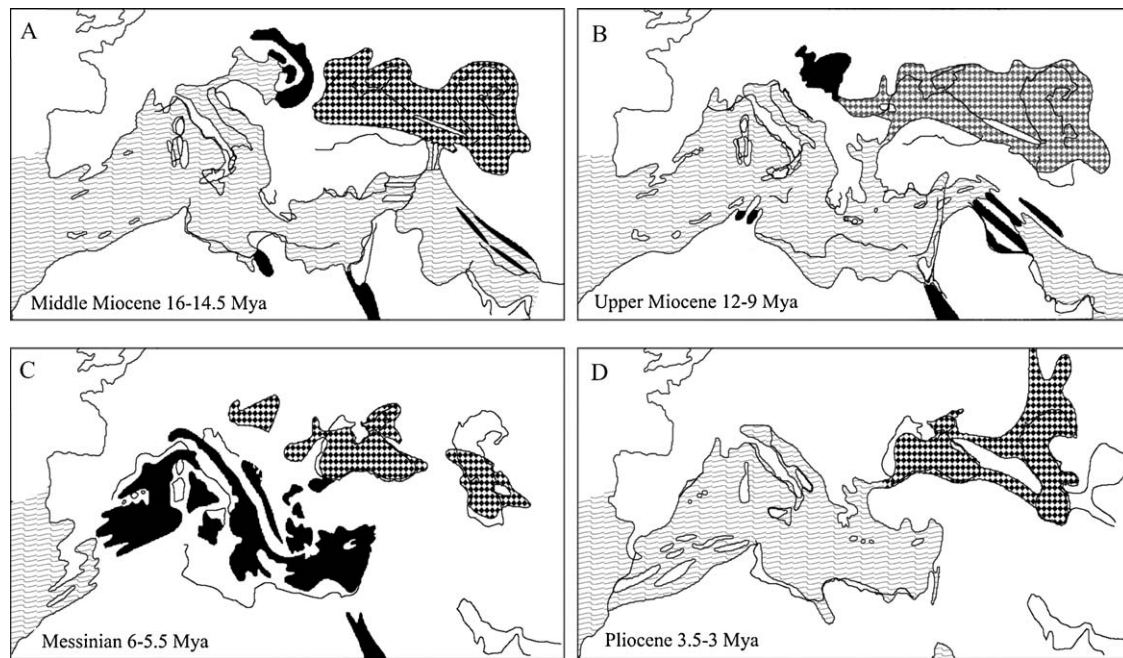 A
Middle Miocene 16-14.5 Mya
B
Upper Miocene 12-9 Mya
C
Messinian 6-5.5 Mya
D
Pliocene 3.5-3 Mya